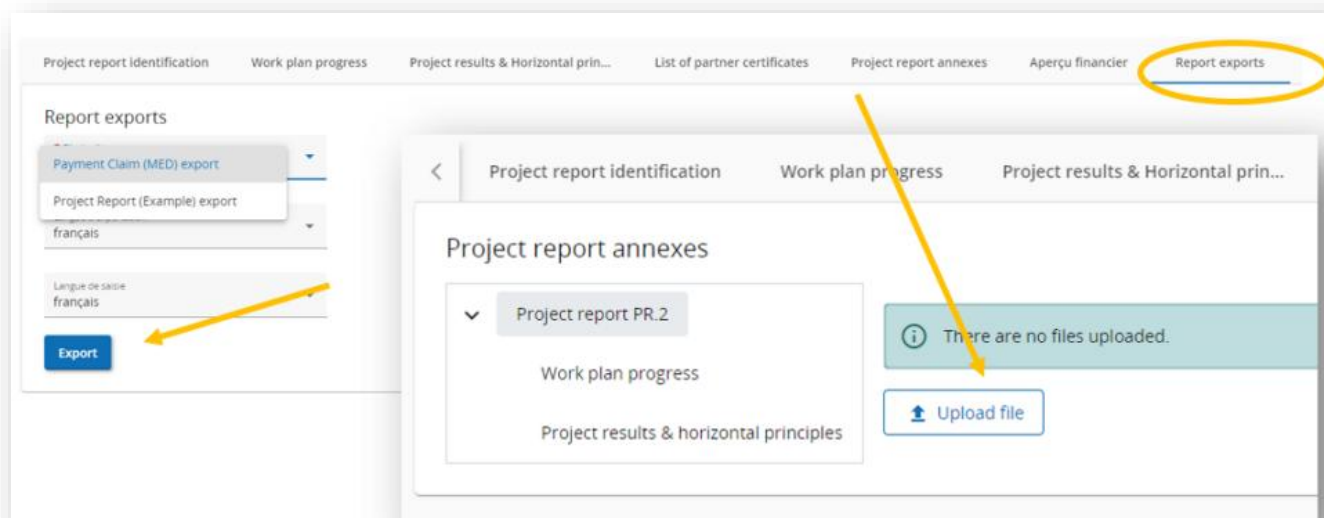 Project report identification Work plan progress Project results & Horizontal prin... List of partner certificates Project report annexes Aperçu financier Report exports
Report exports
Payment Claim (MED) export
Project Report (Example) export
français
Langue de saisie
français
Export
Project report identification Work plan progress Project results & Horizontal prin...
Project report annexes
Project report PR.2
Work plan progress
Project results & horizontal principles
There are no files uploaded.
Upload file